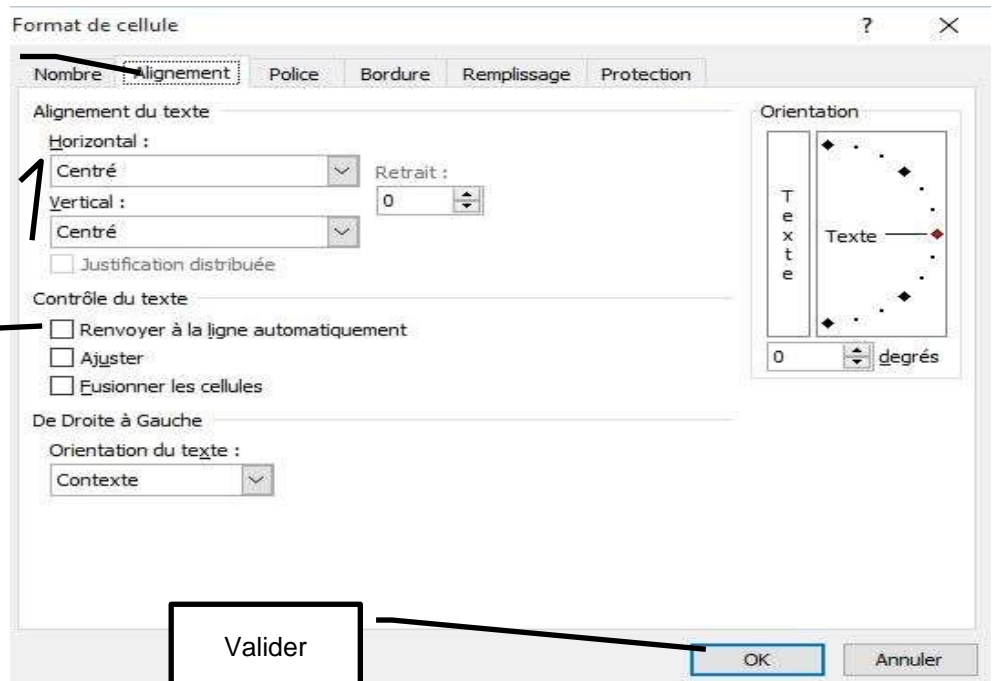 Format de cellule
Nombre Alignement Police Bordure Remplissage Protection
Alignement du texte
Horizontal :
Centré
Retrait :
0
Vertical :
Centré
Justification distribuée
Contrôle du texte
Renvoyer à la ligne automatiquement
Ajuster
Fusionner les cellules
De Droite à Gauche
Orientation du texte :
Contexte
Orientation
Texte
Texte
0 degrés
Valider
OK Annuler